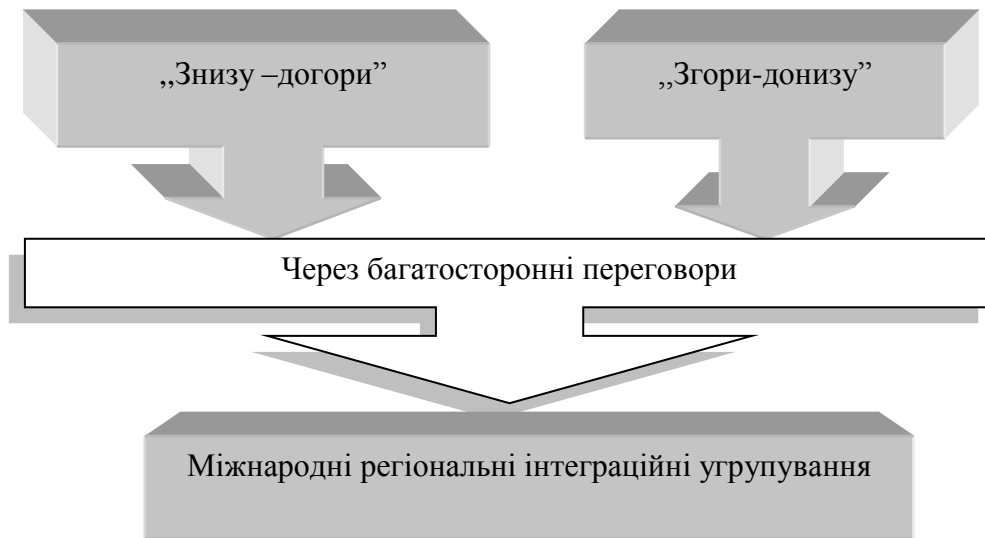 „Знизу –догори”
„Згори-донизу”
Через багатосторонні переговори
Міжнародні регіональні інтеграційні угрупування